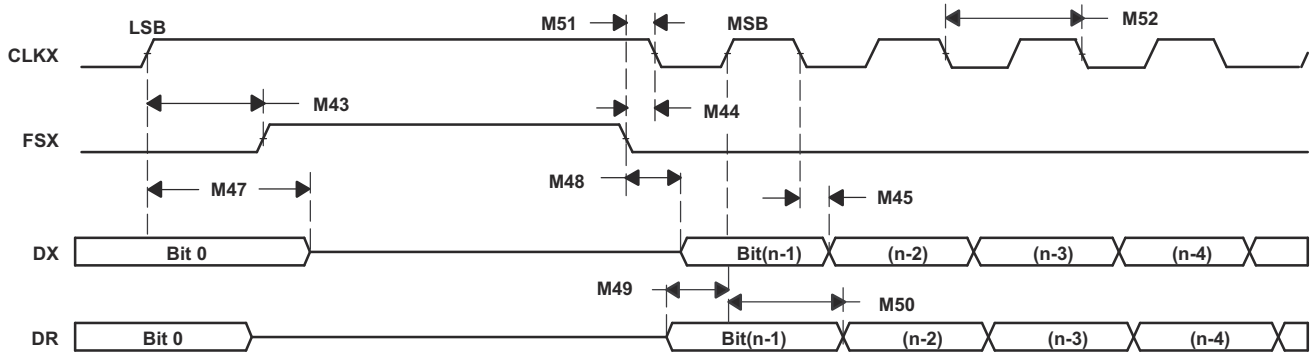 LSB M51 MSB M52
CLKX
M43 M44
FSX
M47 M48 M45
DX Bit 0 Bit(n-1) (n-2) (n-3) (n-4)
M49 M50
DR Bit 0 Bit(n-1) (n-2) (n-3) (n-4)